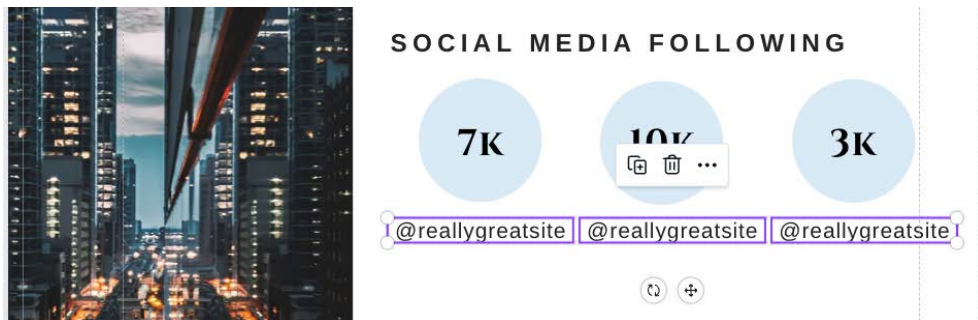 SOCIAL MEDIA FOLLOWING
7K 10K 3K
@reallygreatsite @reallygreatsite @reallygreatsite